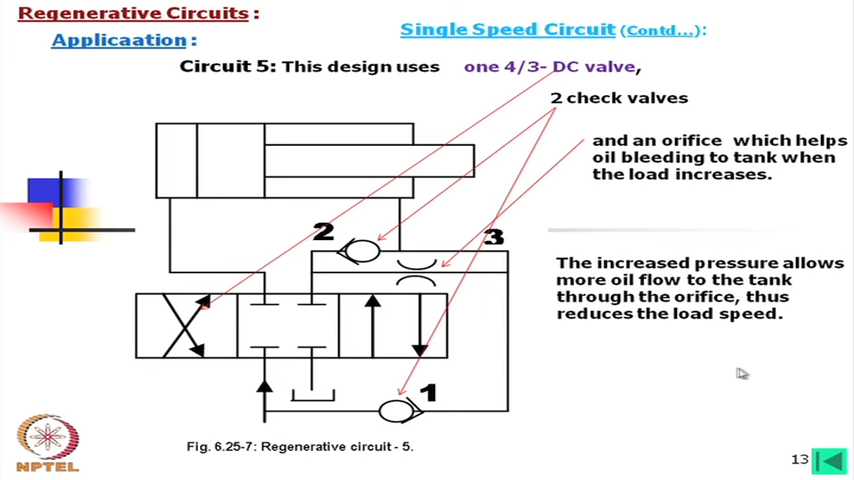 Regenerative Circuits :
Single Speed Circuit (Contd...):
Applicaation :
Circuit 5: This design uses one 4/3- DC valve,
2 check valves
and an orifice which helps
oil bleeding to tank when
the load increases.
2
3
The increased pressure allows
more oil flow to the tank
through the orifice, thus
reduces the load speed.
1
Fig. 6.25-7: Regenerative circuit - 5.
NPTEL
13